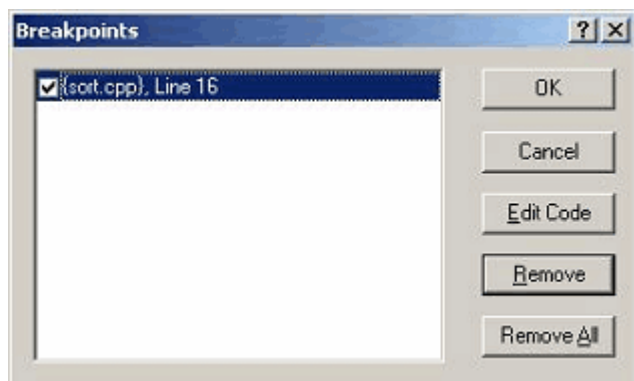 Breakpoints
{sort.cpp}, Line 16
OK
Cancel
Edit Code
Remove
Remove All